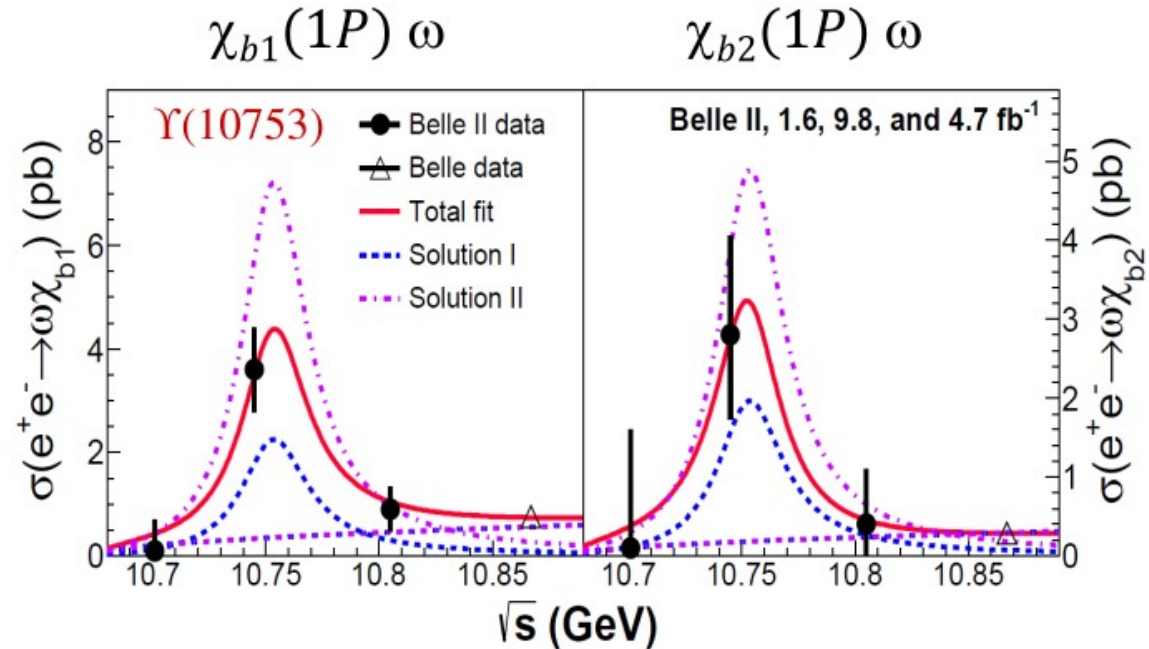 χb1(1P) ω
χb2(1P) ω
ϒ(10753)
Belle II data
Belle data
Total fit
Solution I
Solution II
Belle II, 1.6, 9.8, and 4.7 fb⁻¹
σ(e⁺e⁻→ωχb1) (pb)
8
6
4
2
0
σ(e⁺e⁻→ωχb2) (pb)
5
4
3
2
1
0
10.7 10.75 10.8 10.85 10.7 10.75 10.8 10.85
√s (GeV)